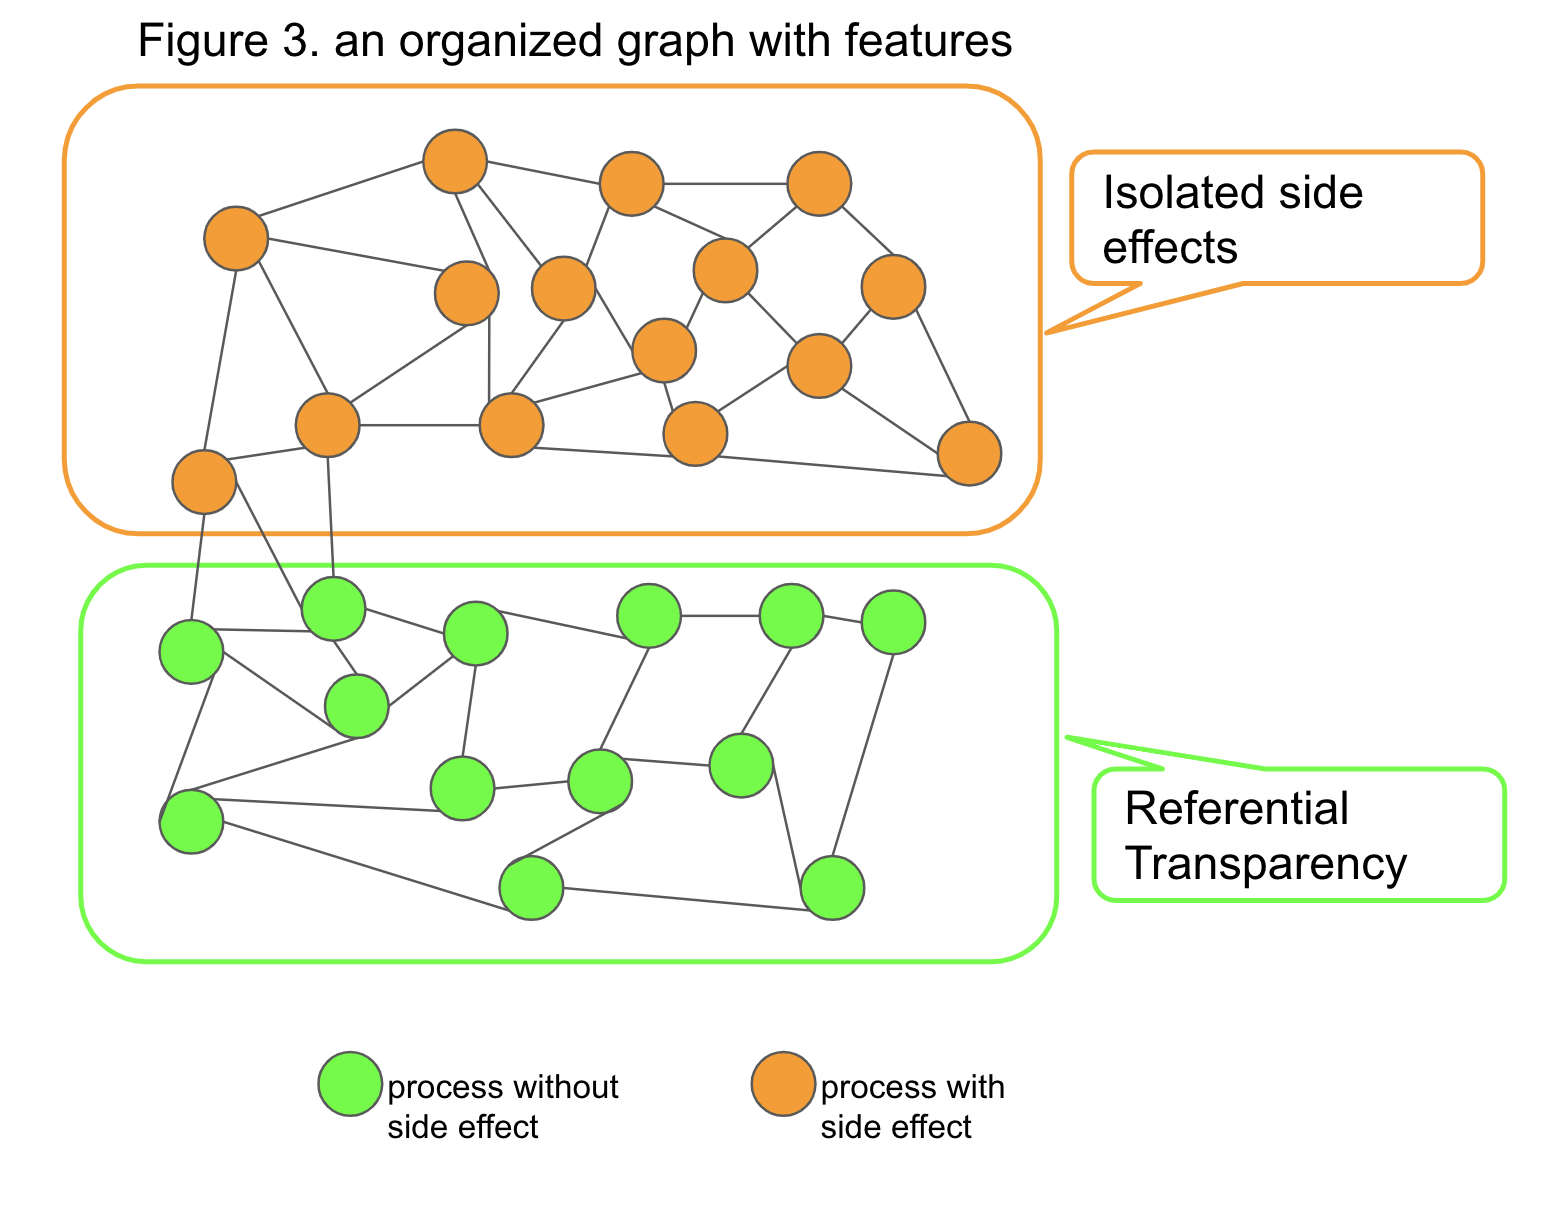 Figure 3. an organized graph with features
Isolated side
effects
Referential
Transparency
process without
side effect
process with
side effect